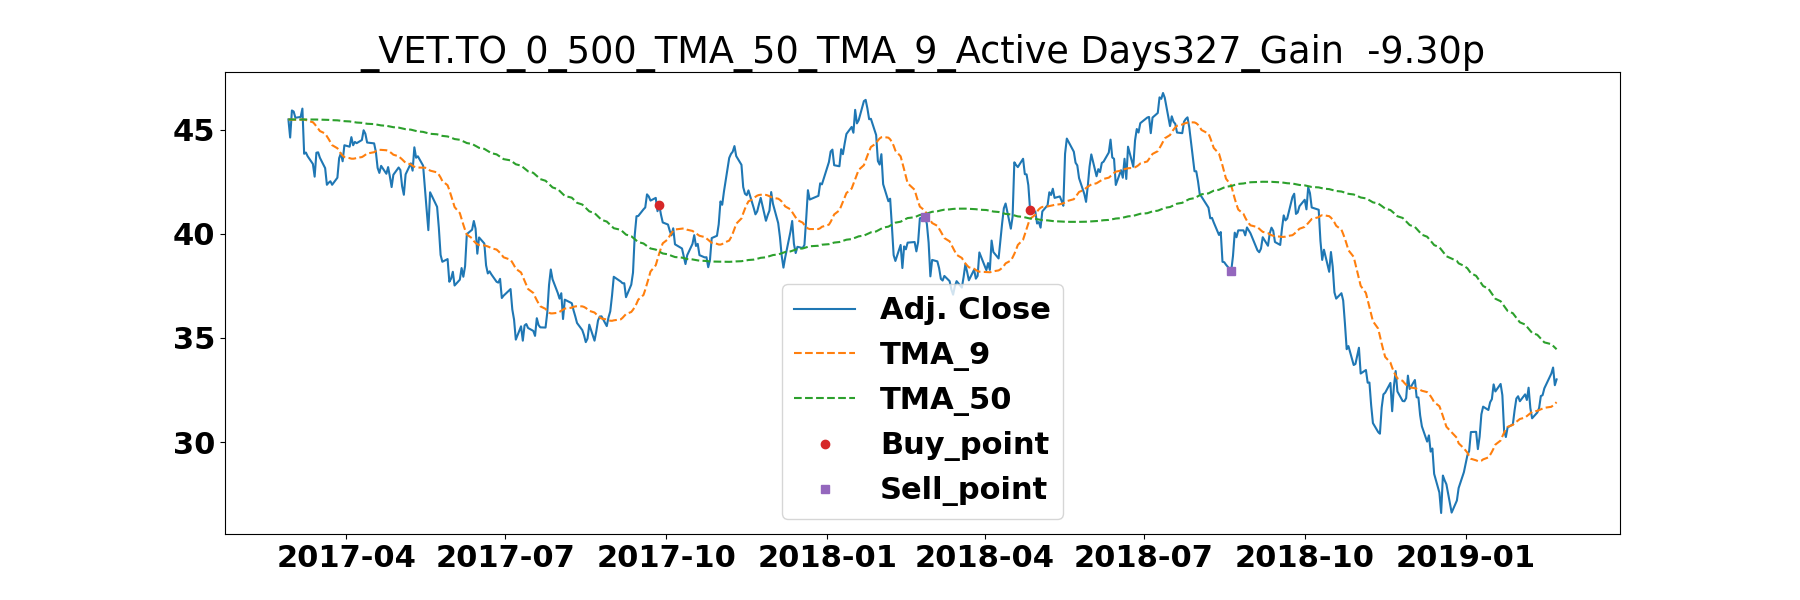 _VET.TO_0_500_TMA_50_TMA_9_Active Days327_Gain  -9.30p
45
40
35
30
Adj. Close
TMA_9
TMA_50
Buy_point
Sell_point
2017-04 2017-07 2017-10 2018-01 2018-04 2018-07 2018-10 2019-01